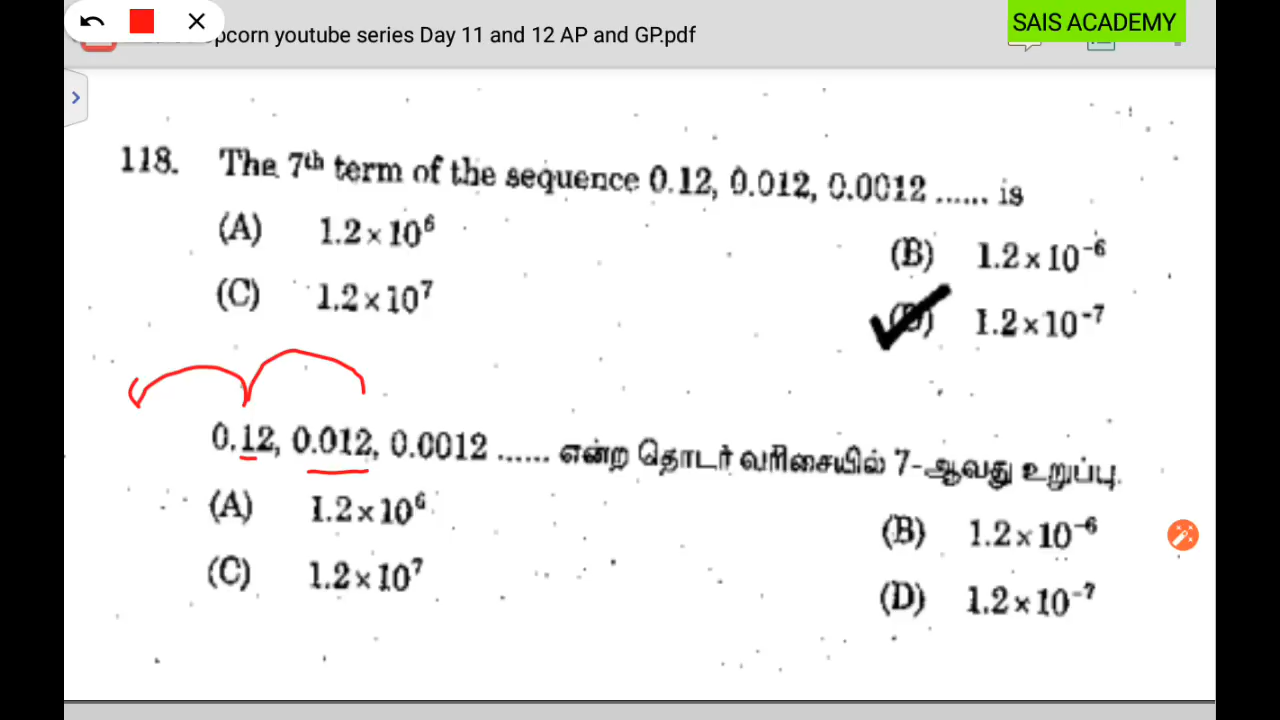 pcorn youtube series Day 11 and 12 AP and GP.pdf
SAIS ACADEMY
118. The 7th term of the sequence 0.12, 0.012, 0.0012 ...... is
(A) 1.2 × 10⁶
(B) 1.2 × 10⁻⁶
(C) 1.2 × 10⁷
(D) 1.2 × 10⁻⁷
0.12, 0.012, 0.0012 ...... என்ற தொடர் வரிசையில் 7-ஆவது உறுப்பு.
(A) 1.2 × 10⁶
(B) 1.2 × 10⁻⁶
(C) 1.2 × 10⁷
(D) 1.2 × 10⁻⁷